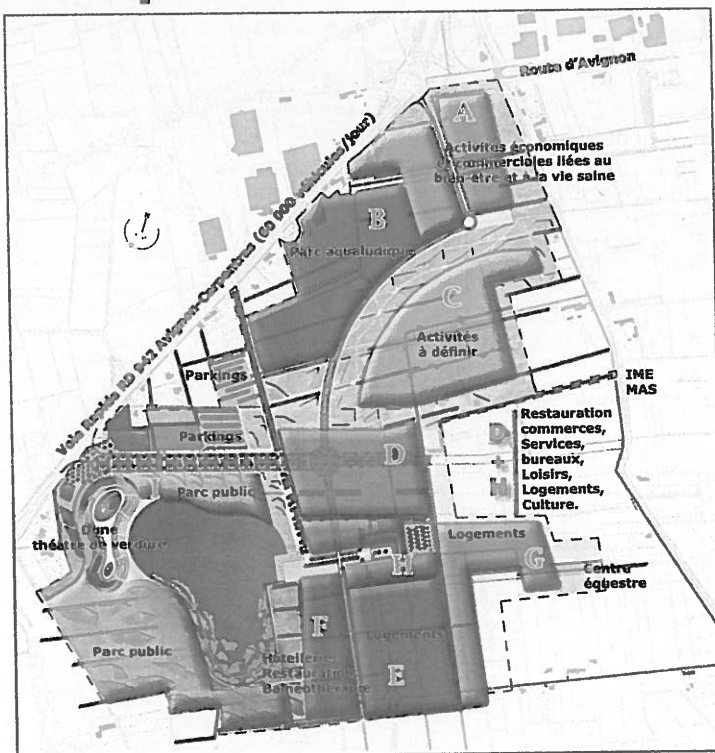 Route d'Avignon
A
Activités économiques
et commerciales liées au
bien-être et à la vie saine
Voie Rapide RD 942 Avignon-Carpentras (60 000 véhicules/jour)
B
Parc aqualudique
C
Activités
à définir
Parkings
IME
MAS
Parkings
D
D
+
H
Restauration
commerces,
Services,
bureaux,
Loisirs,
Logements,
Culture.
Parc public
Dune
théâtre de verdure
Logements
H
G
Centre
équestre
F
Logements
Parc public
Hôtellerie
Restauration
Balnéothérapie
E